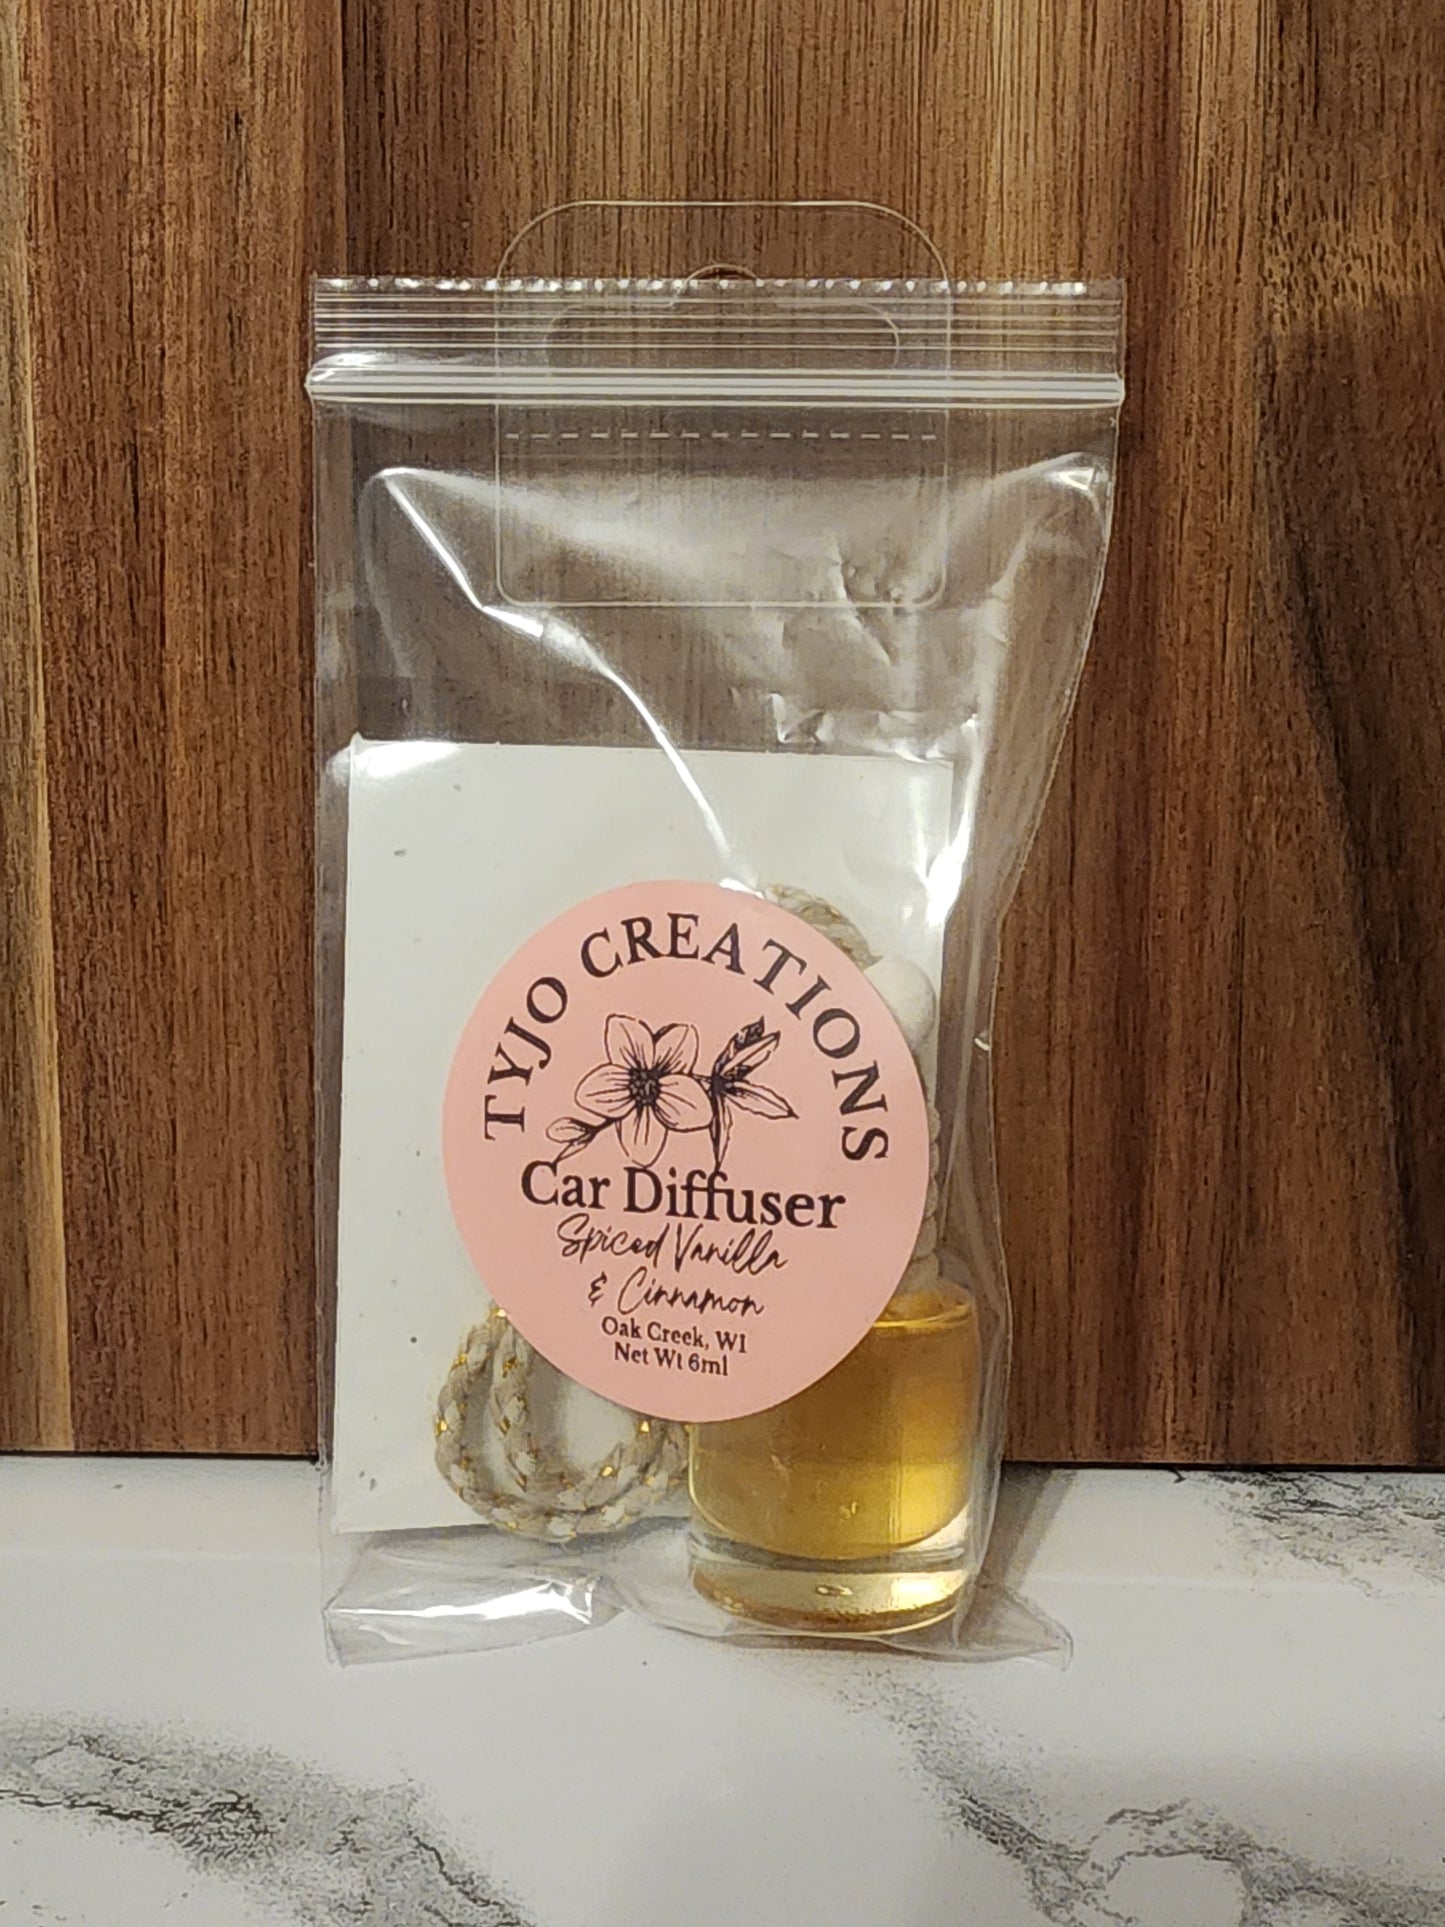 TYJO CREATIONS
Car Diffuser
Spiced Vanilla
& Cinnamon
Oak Creek, WI
Net Wt 6ml